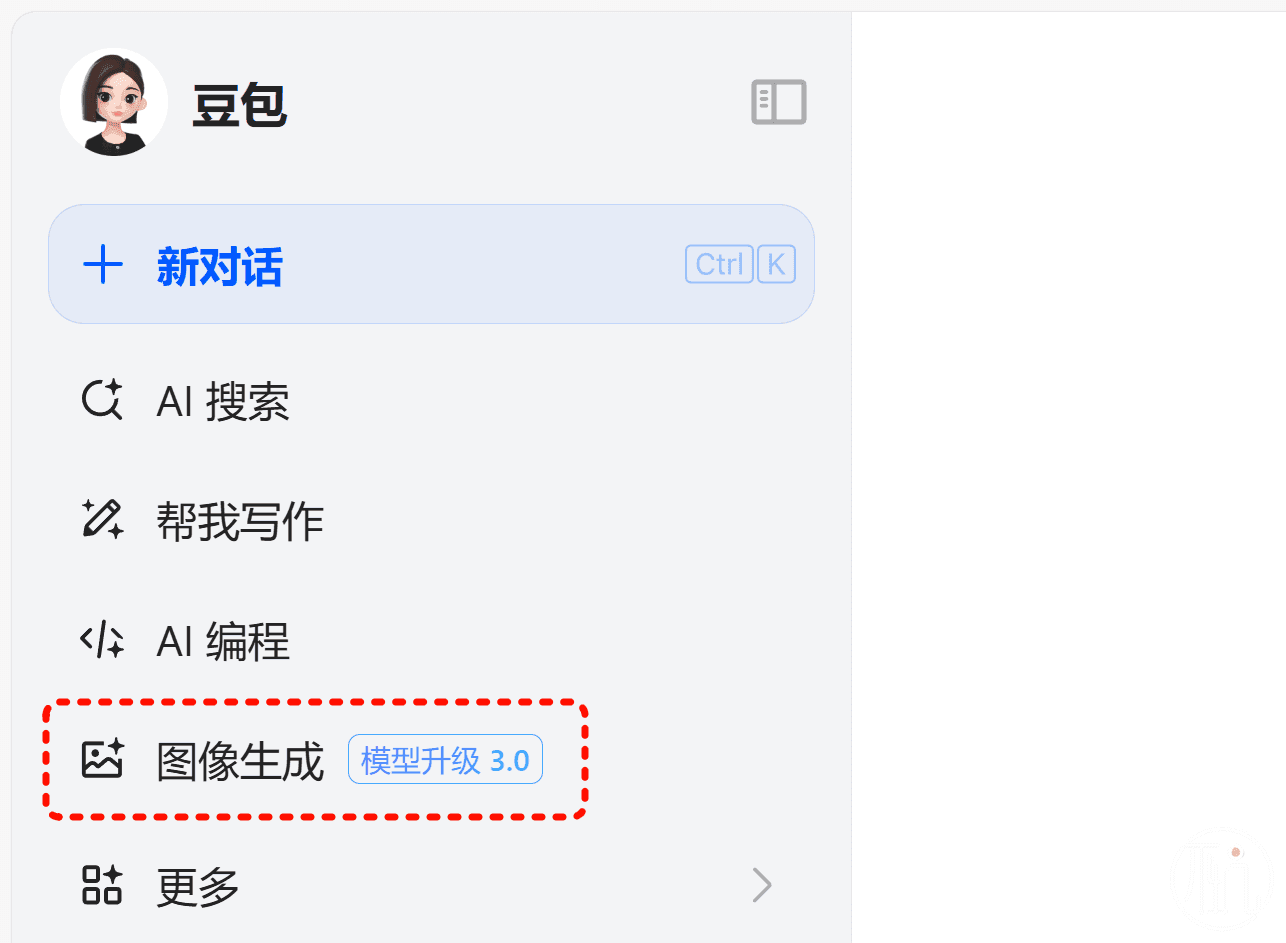 豆包
新对话 Ctrl K
AI 搜索
帮我写作
AI 编程
图像生成 模型升级 3.0
更多